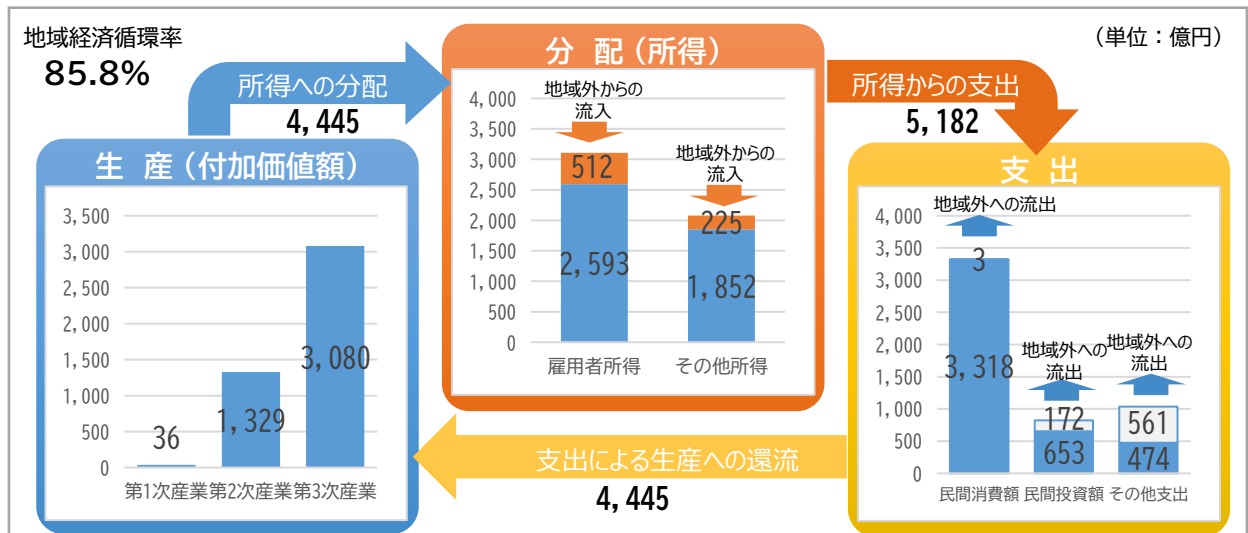 地域経済循環率
85.8%
(単位：億円)
所得への分配
4,445
分 配(所得)
4,000
3,500
3,000
2,500
2,000
1,500
1,000
500
0
地域外からの
流入
512
2,593
地域外からの
流入
225
1,852
雇用者所得
その他所得
所得からの支出
5,182
生 産(付加価値額)
3,500
3,000
2,500
2,000
1,500
1,000
500
0
36
1,329
3,080
第1次産業
第2次産業
第3次産業
支 出
4,000
3,500
3,000
2,500
2,000
1,500
1,000
500
0
地域外への流出
3
3,318
地域外への
流出
172
653
地域外への
流出
561
474
民間消費額
民間投資額
その他支出
支出による生産への還流
4,445